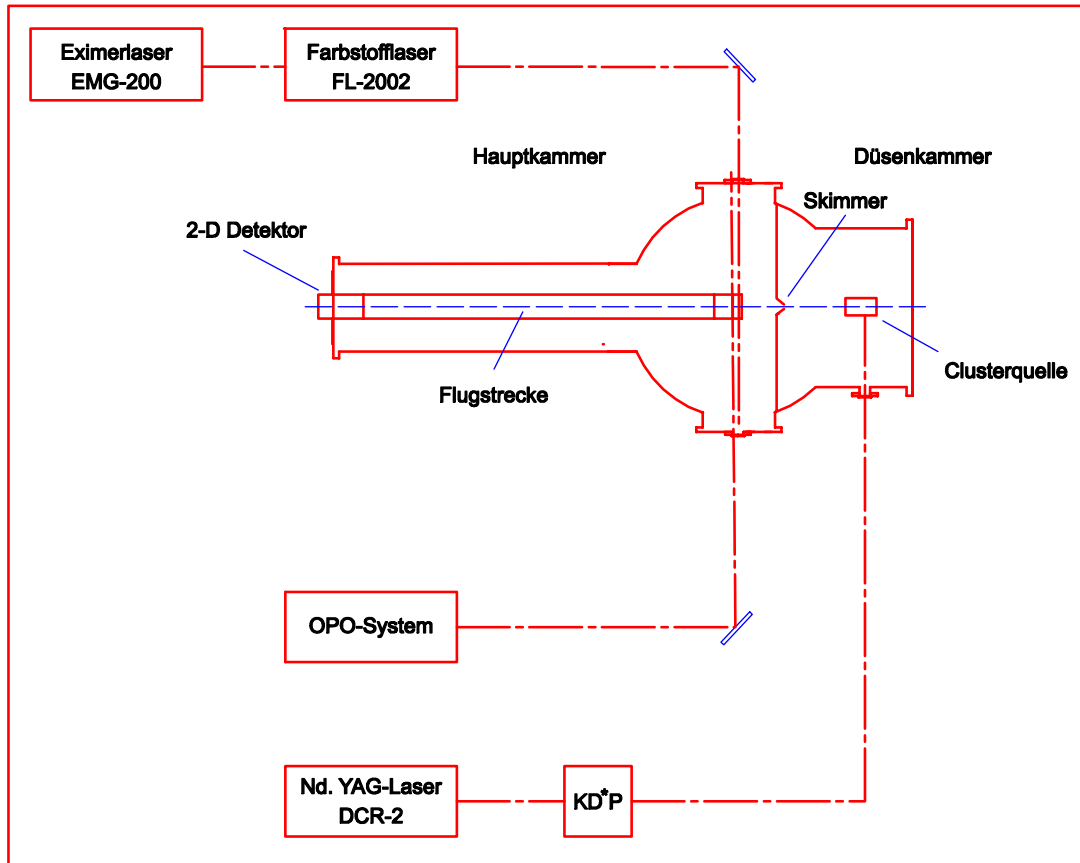 Eximerlaser
EMG-200
Farbstofflaser
FL-2002
Hauptkammer
Düsenkammer
Skimmer
2-D Detektor
Flugstrecke
Clusterquelle
OPO-System
Nd. YAG-Laser
DCR-2
KD*P